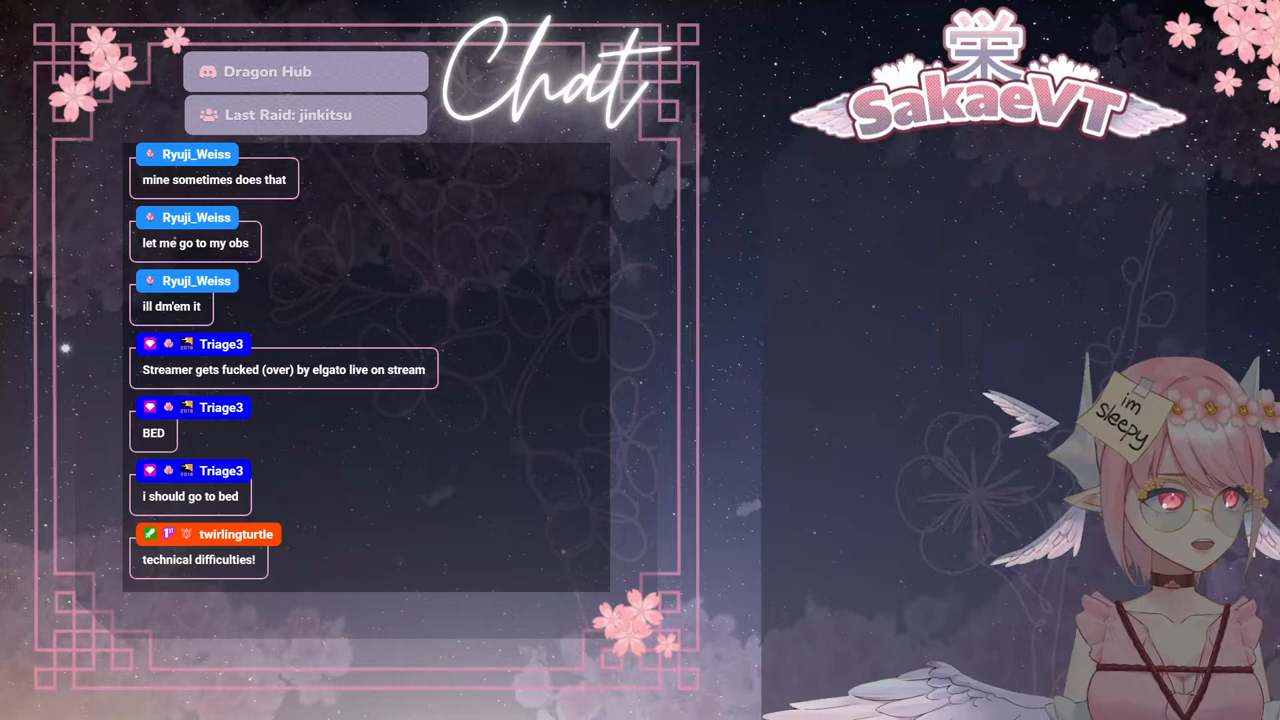 Chat
Dragon Hub
Last Raid: jinkitsu
Ryuji_Weiss
mine sometimes does that
Ryuji_Weiss
let me go to my obs
Ryuji_Weiss
ill dm'em it
Triage3
Streamer gets fucked (over) by elgato live on stream
Triage3
BED
Triage3
i should go to bed
twirlingturtle
technical difficulties!
栄
SakaeVT
im
sleepy